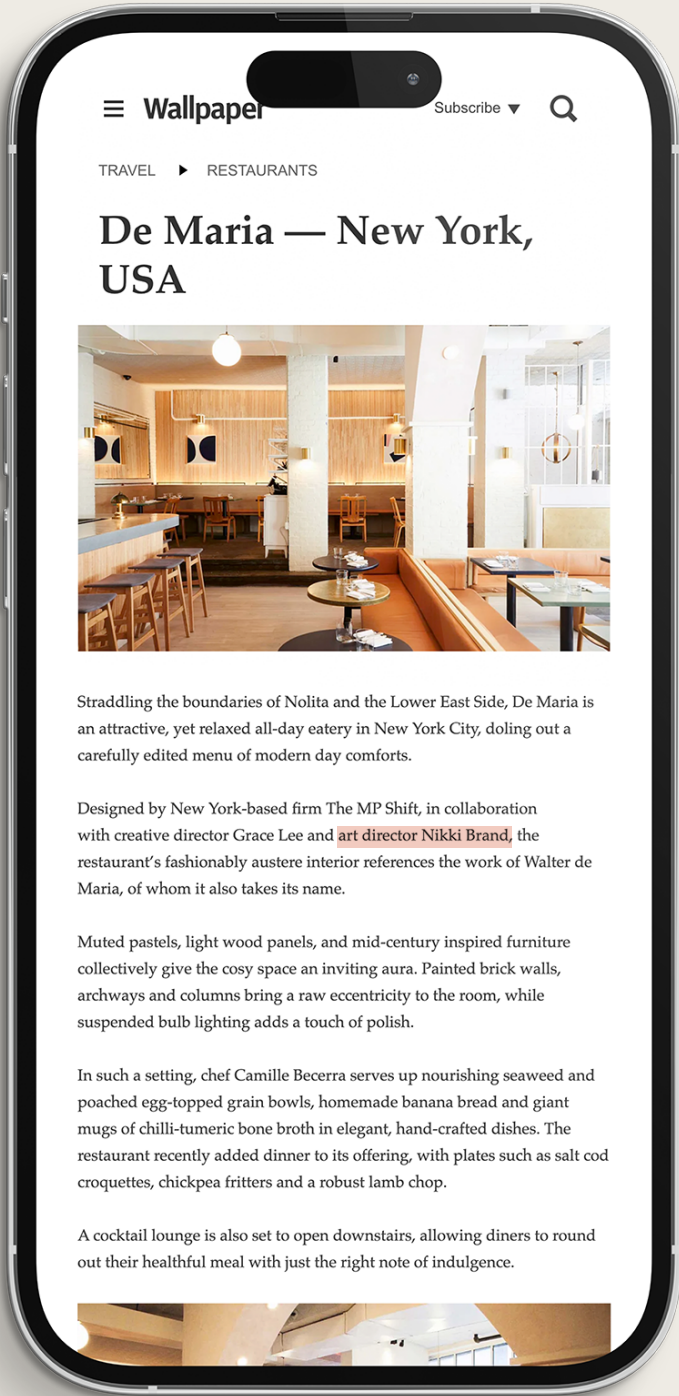 Wallpaper
Subscribe
TRAVEL
RESTAURANTS
De Maria — New York,
USA
Straddling the boundaries of Nolita and the Lower East Side, De Maria is
an attractive, yet relaxed all-day eatery in New York City, doling out a
carefully edited menu of modern day comforts.
Designed by New York-based firm The MP Shift, in collaboration
with creative director Grace Lee and art director Nikki Brand, the
restaurant's fashionably austere interior references the work of Walter de
Maria, of whom it also takes its name.
Muted pastels, light wood panels, and mid-century inspired furniture
collectively give the cosy space an inviting aura. Painted brick walls,
archways and columns bring a raw eccentricity to the room, while
suspended bulb lighting adds a touch of polish.
In such a setting, chef Camille Becerra serves up nourishing seaweed and
poached egg-topped grain bowls, homemade banana bread and giant
mugs of chilli-tumeric bone broth in elegant, hand-crafted dishes. The
restaurant recently added dinner to its offering, with plates such as salt cod
croquettes, chickpea fritters and a robust lamb chop.
A cocktail lounge is also set to open downstairs, allowing diners to round
out their healthful meal with just the right note of indulgence.